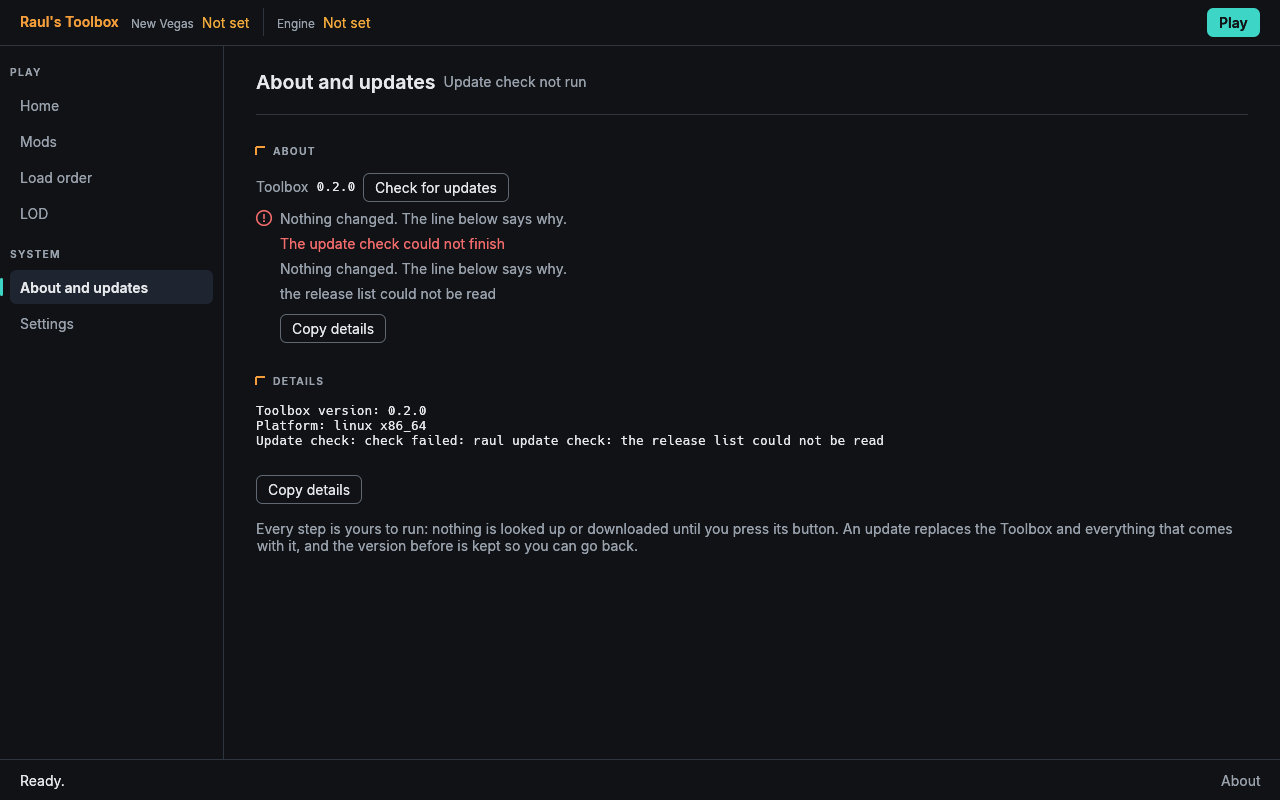 Raul's Toolbox New Vegas Not set Engine Not set Play
PLAY
Home
Mods
Load order
LOD
SYSTEM
About and updates
Settings
About and updates Update check not run
ABOUT
Toolbox 0.2.0 Check for updates
Nothing changed. The line below says why.
The update check could not finish
Nothing changed. The line below says why.
the release list could not be read
Copy details
DETAILS
Toolbox version: 0.2.0
Platform: linux x86_64
Update check: check failed: raul update check: the release list could not be read
Copy details
Every step is yours to run: nothing is looked up or downloaded until you press its button. An update replaces the Toolbox and everything that comes
with it, and the version before is kept so you can go back.
Ready. About